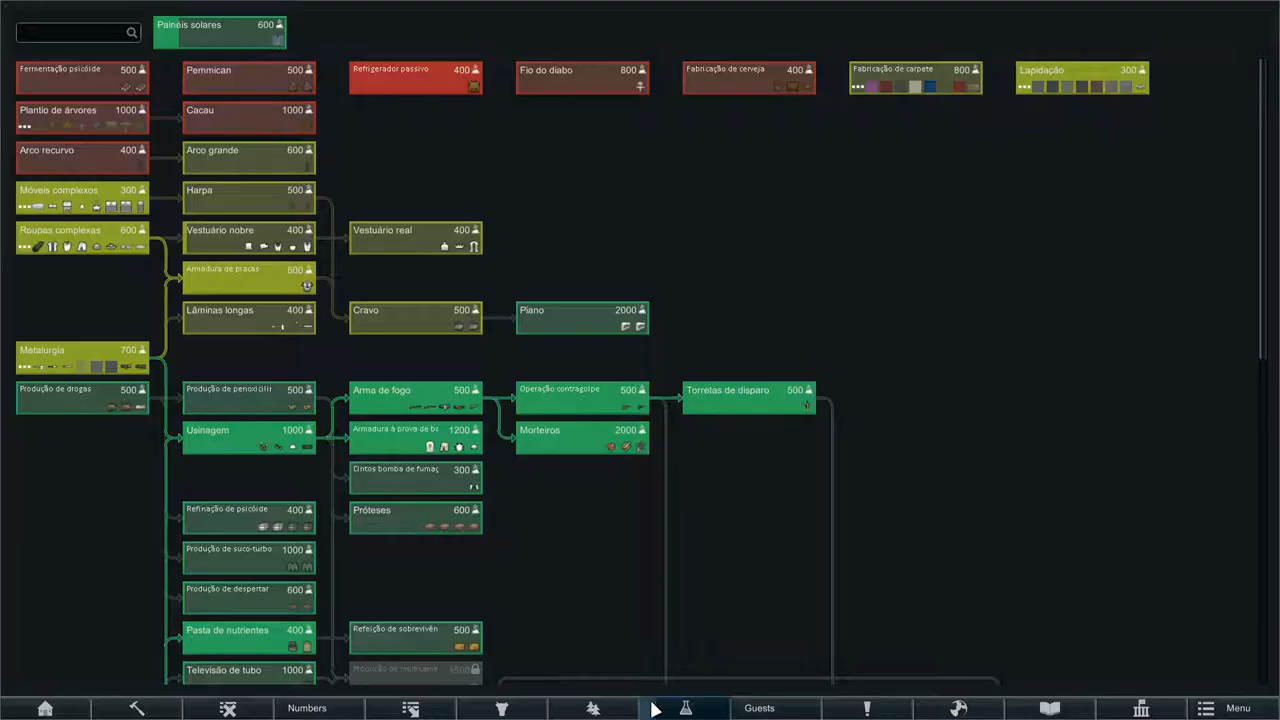 Painéis solares 600
Fermentação psicóide 500
Pemmican 500
Refrigerador passivo 400
Fio do diabo 800
Fabricação de cerveja 400
Fabricação de carpete 800
Lapidação 300
Plantio de árvores 1000
Cacau 1000
Arco recurvo 400
Arco grande 600
Móveis complexos 300
Harpa 500
Roupas complexas 600
Vestuário nobre 400
Vestuário real 400
Armadura de placas 600
Lâminas longas 400
Cravo 500
Piano 2000
Metalurgia 700
Produção de drogas 500
Produção de penoxicilin 500
Arma de fogo 500
Operação contragolpe 500
Torretas de disparo 500
Usinagem 1000
Armadura à prova de ba 1200
Morteiros 2000
Cintos bomba de fumaç 300
Refinação de psicóide 400
Próteses 600
Produção de suco-turbo 1000
Produção de despertar 600
Pasta de nutrientes 400
Refeição de sobrevivên 500
Televisão de tubo 1000
Produção de medicame 1500
Numbers
Guests
Menu